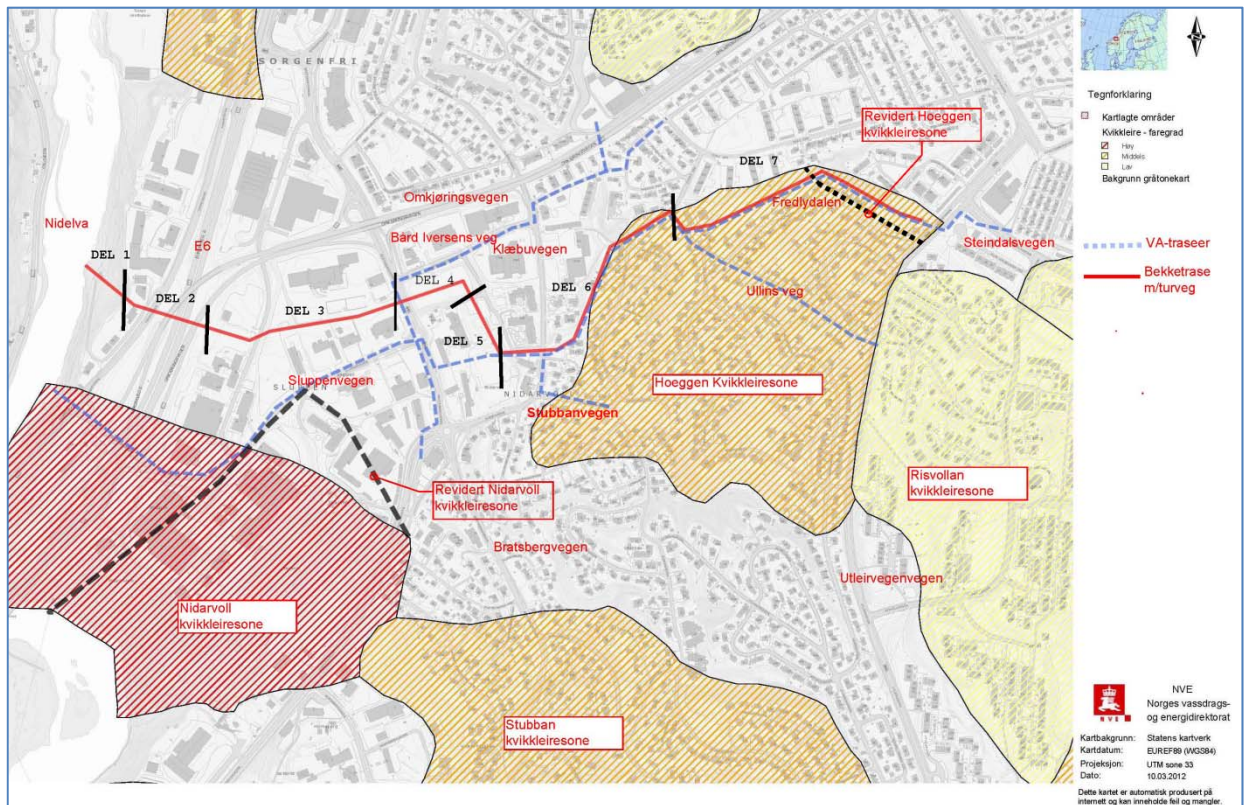 SORGENFRI
Nidelva
E6
Omkjøringsvegen
Bård Iversens veg
Klæbuvegen
DEL 1
DEL 2
DEL 3
DEL 4
DEL 5
DEL 6
DEL 7
Revidert Hoeggen
kvikkleiresone
Fredlydalen
Steindalsvegen
Ullins veg
Sluppenvegen
NIDARVO
Hoeggen Kvikkleiresone
Stubbanvegen
Risvollan
kvikkleiresone
Revidert Nidarvoll
kvikkleiresone
Bratsbergvegen
Utleirvegenvegen
Nidarvoll
kvikkleiresone
Stubban
kvikkleiresone
Tegnforklaring
Kartlagte områder
Kvikkleire - faregrad
Høy
Middels
Lav
Bakgrunn gråtonekart
VA-traseer
Bekketrase
m/turveg
NVE
NVE
Norges vassdrags-
og energidirektorat
Kartbakgrunn: Statens kartverk
Kartdatum: EUREF89 (WGS84)
Projeksjon: UTM sone 33
Dato: 10.03.2012
Dette kartet er automatisk produsert på
internett og kan inneholde feil og mangler.